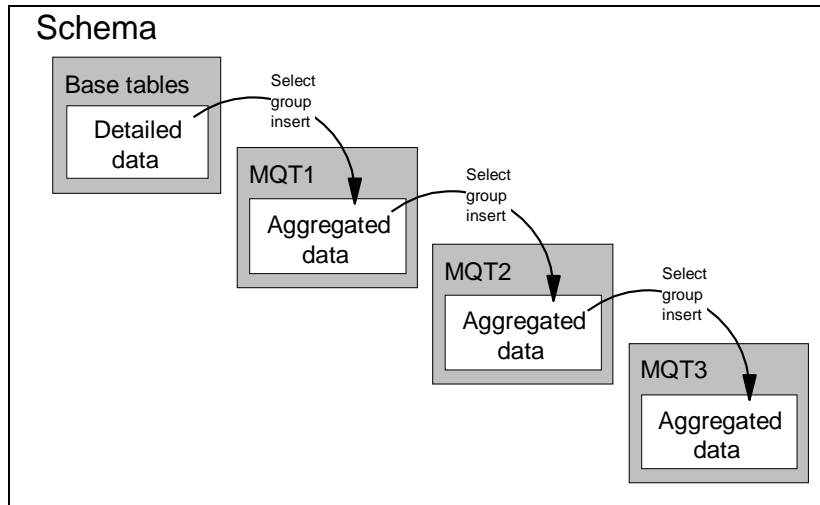 Schema
Base tables
Detailed
data
Select
group
insert
MQT1
Aggregated
data
Select
group
insert
MQT2
Aggregated
data
Select
group
insert
MQT3
Aggregated
data